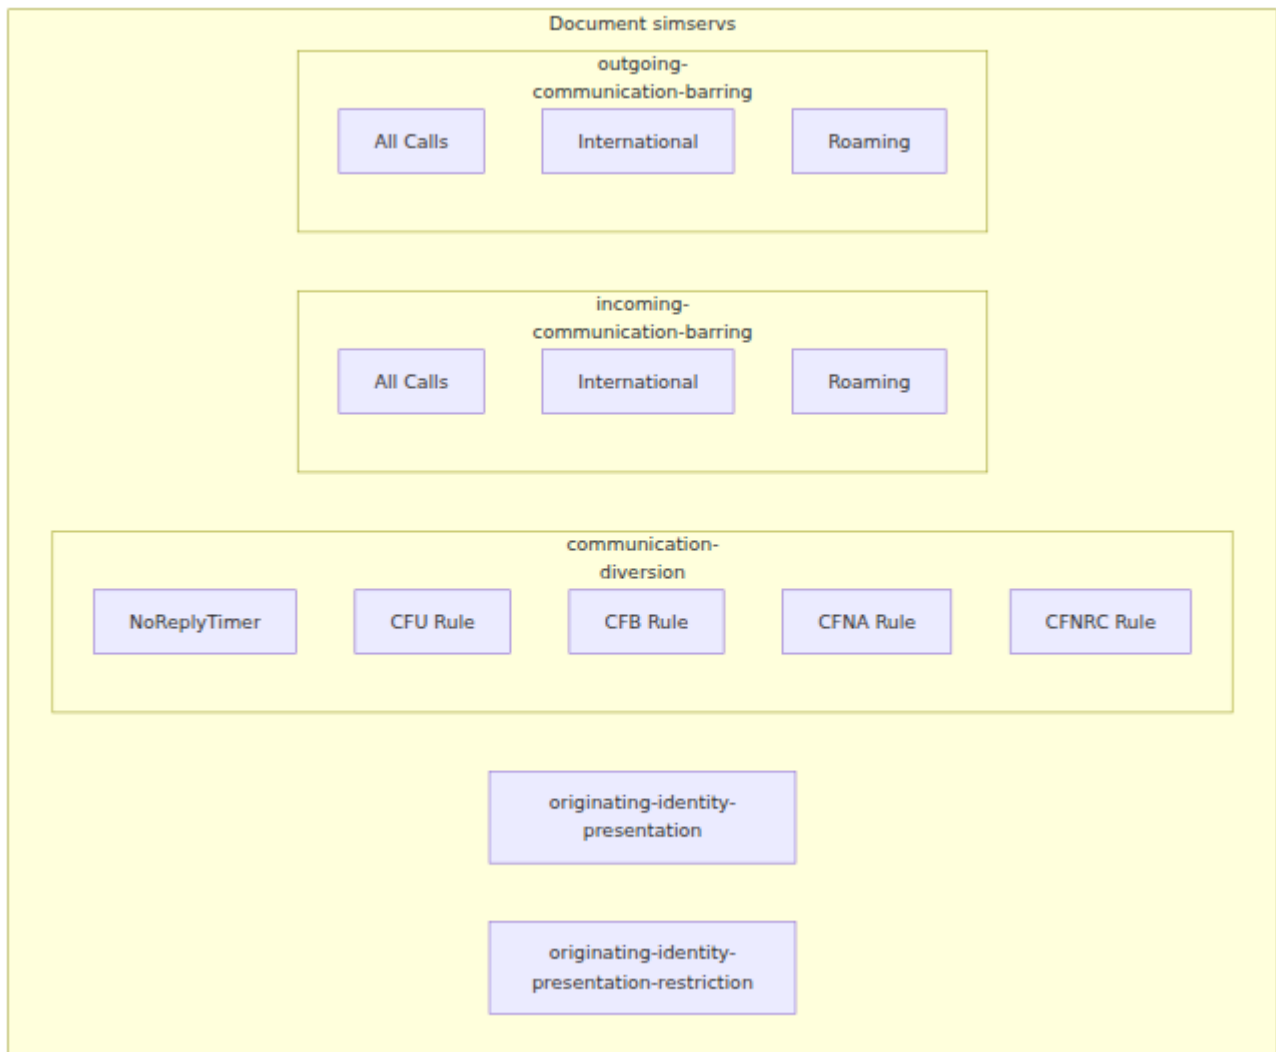 Document simservs
outgoing-
communication-barring
All Calls
International
Roaming
incoming-
communication-barring
All Calls
International
Roaming
communication-
diversion
NoReplyTimer
CFU Rule
CFB Rule
CFNA Rule
CFNRC Rule
originating-identity-
presentation
originating-identity-
presentation-restriction